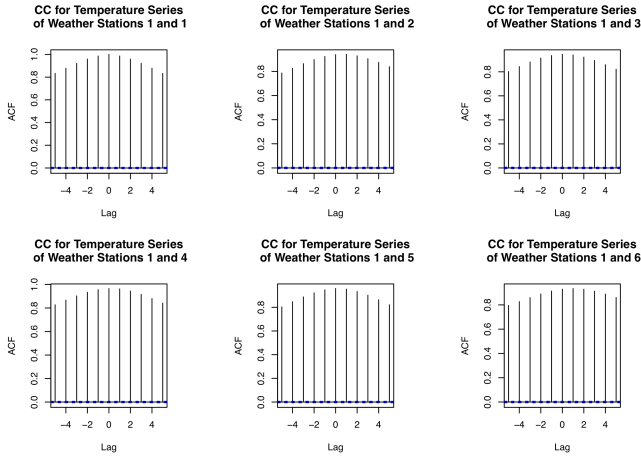 CC for Temperature Series
of Weather Stations 1 and 1
ACF
1.0
0.8
0.6
0.4
0.2
0.0
−4 −2 0 2 4
Lag
CC for Temperature Series
of Weather Stations 1 and 2
ACF
0.8
0.6
0.4
0.2
0.0
−4 −2 0 2 4
Lag
CC for Temperature Series
of Weather Stations 1 and 3
ACF
0.8
0.6
0.4
0.2
0.0
−4 −2 0 2 4
Lag
CC for Temperature Series
of Weather Stations 1 and 4
ACF
1.0
0.8
0.6
0.4
0.2
0.0
−4 −2 0 2 4
Lag
CC for Temperature Series
of Weather Stations 1 and 5
ACF
0.8
0.6
0.4
0.2
0.0
−4 −2 0 2 4
Lag
CC for Temperature Series
of Weather Stations 1 and 6
ACF
0.8
0.6
0.4
0.2
0.0
−4 −2 0 2 4
Lag